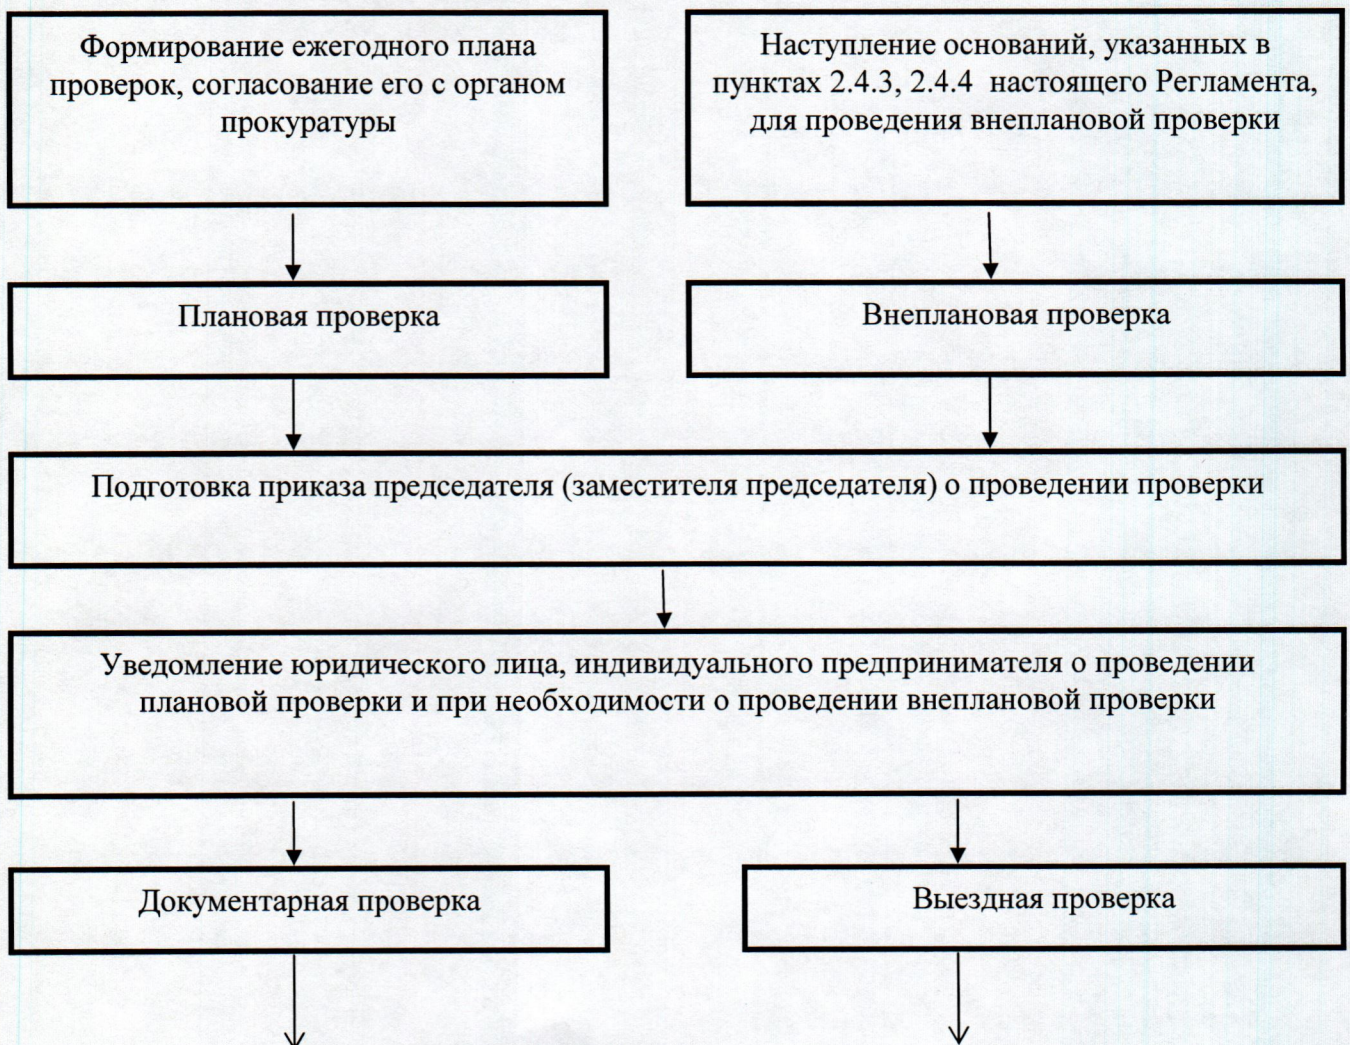 Формирование ежегодного плана
проверок, согласование его с органом
прокуратуры
Наступление оснований, указанных в
пунктах 2.4.3, 2.4.4 настоящего Регламента,
для проведения внеплановой проверки
Плановая проверка
Внеплановая проверка
Подготовка приказа председателя (заместителя председателя) о проведении проверки
Уведомление юридического лица, индивидуального предпринимателя о проведении
плановой проверки и при необходимости о проведении внеплановой проверки
Документарная проверка
Выездная проверка